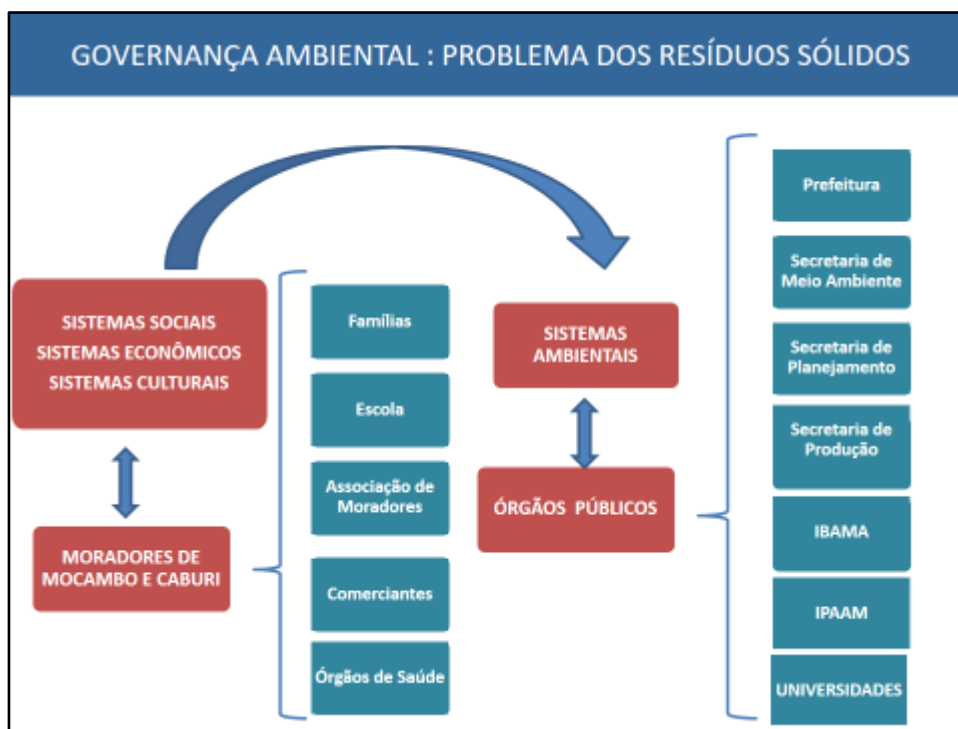 GOVERNANÇA AMBIENTAL : PROBLEMA DOS RESÍDUOS SÓLIDOS
SISTEMAS SOCIAIS
SISTEMAS ECONÔMICOS
SISTEMAS CULTURAIS
MORADORES DE
MOCAMBO E CABURI
Famílias
Escola
Associação de
Moradores
Comerciantes
Órgãos de Saúde
SISTEMAS
AMBIENTAIS
ÓRGÃOS PÚBLICOS
Prefeitura
Secretaria de
Meio Ambiente
Secretaria de
Planejamento
Secretaria de
Produção
IBAMA
IPAAM
UNIVERSIDADES